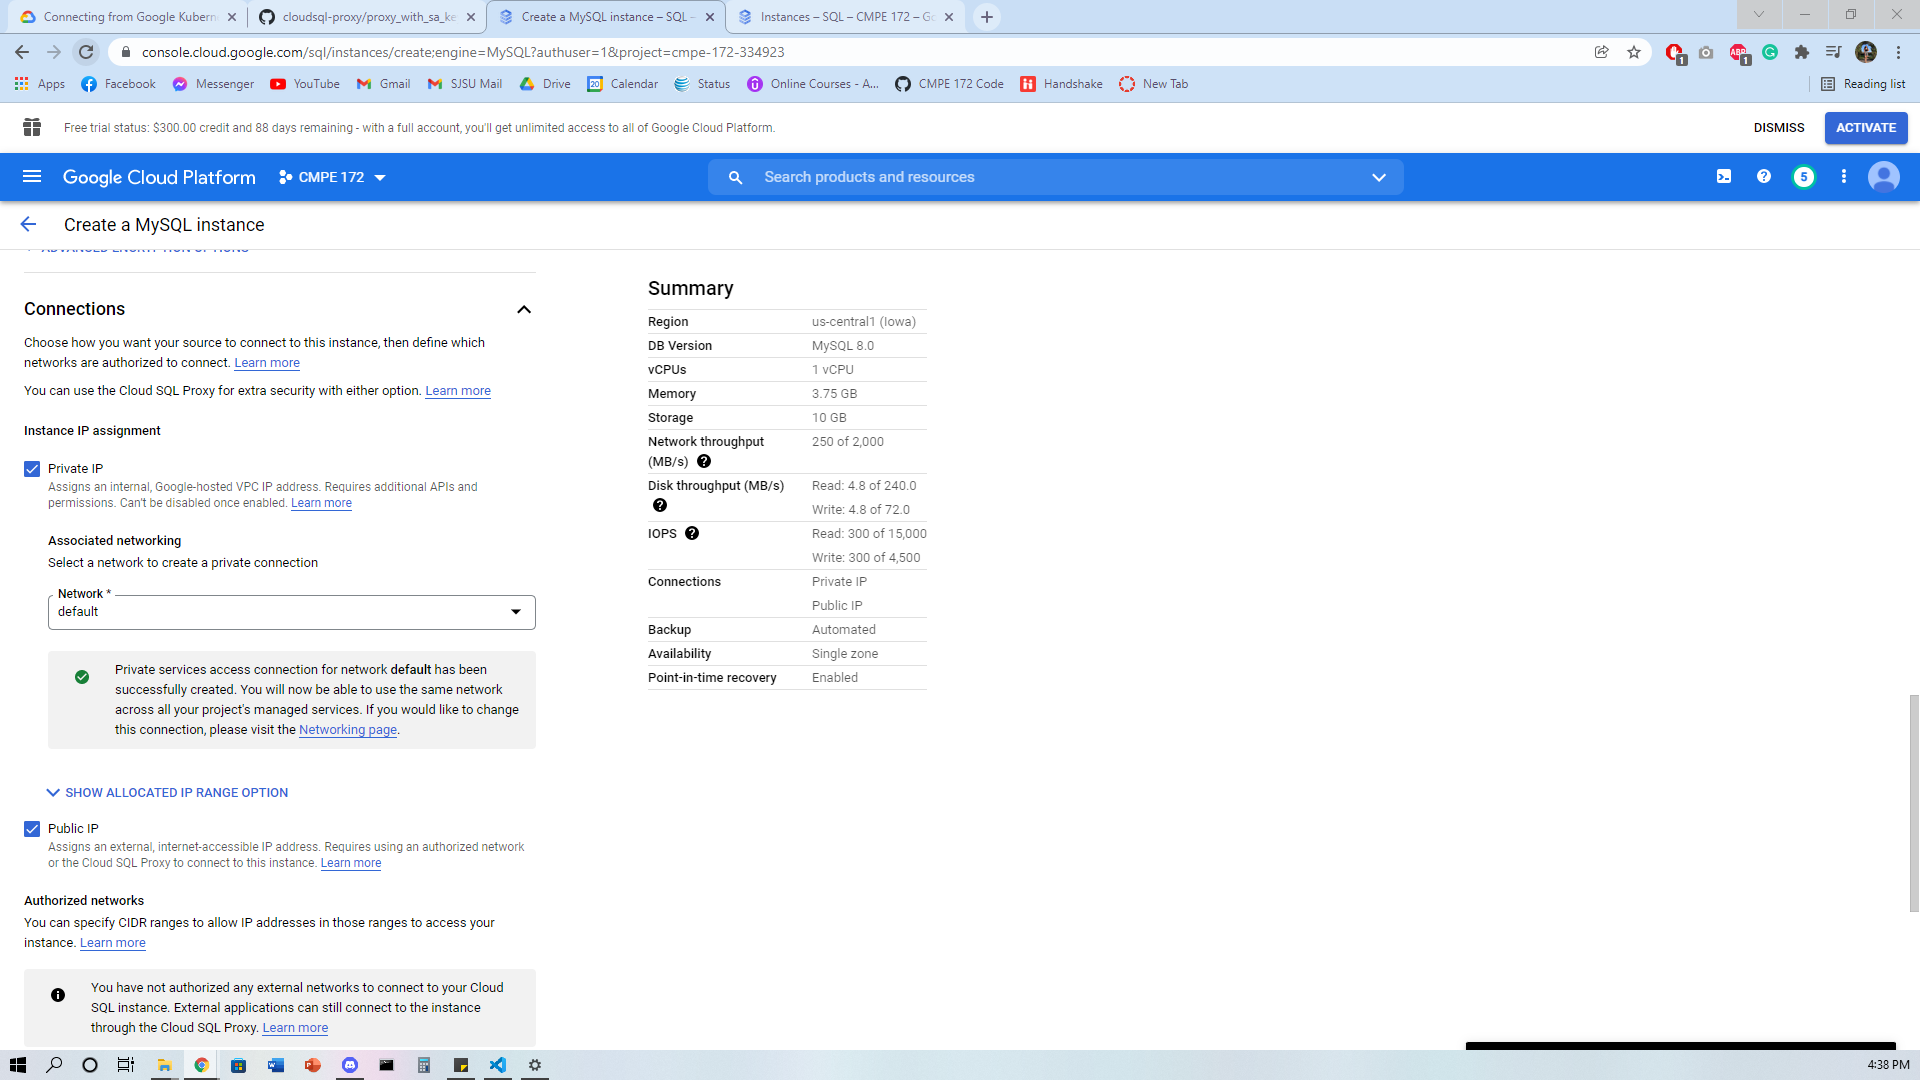 Connecting from Google Kubern
cloudsql-proxy/proxy_with_sa_ke
Create a MySQL instance – SQL –
Instances – SQL – CMPE 172 – Go
console.cloud.google.com/sql/instances/create;engine=MySQL?authuser=1&project=cmpe-172-334923
1
ABP
1
Apps
Facebook
Messenger
YouTube
Gmail
SJSU Mail
Drive
20
Calendar
Status
Online Courses - A...
CMPE 172 Code
Handshake
New Tab
Reading list
Free trial status: $300.00 credit and 88 days remaining - with a full account, you'll get unlimited access to all of Google Cloud Platform.
DISMISS
ACTIVATE
Google Cloud Platform
CMPE 172
Search products and resources
5
Create a MySQL instance
ADVANCED ENCRYPTION OPTIONS
Connections
Choose how you want your source to connect to this instance, then define which
networks are authorized to connect. Learn more
You can use the Cloud SQL Proxy for extra security with either option. Learn more
Instance IP assignment
Private IP
Assigns an internal, Google-hosted VPC IP address. Requires additional APIs and
permissions. Can't be disabled once enabled. Learn more
Associated networking
Select a network to create a private connection
Network *
default
Private services access connection for network default has been
successfully created. You will now be able to use the same network
across all your project's managed services. If you would like to change
this connection, please visit the Networking page.
SHOW ALLOCATED IP RANGE OPTION
Public IP
Assigns an external, internet-accessible IP address. Requires using an authorized network
or the Cloud SQL Proxy to connect to this instance. Learn more
Authorized networks
You can specify CIDR ranges to allow IP addresses in those ranges to access your
instance. Learn more
You have not authorized any external networks to connect to your Cloud
SQL instance. External applications can still connect to the instance
through the Cloud SQL Proxy. Learn more
Summary
Region us-central1 (Iowa)
DB Version MySQL 8.0
vCPUs 1 vCPU
Memory 3.75 GB
Storage 10 GB
Network throughput 250 of 2,000
(MB/s)
Disk throughput (MB/s) Read: 4.8 of 240.0
Write: 4.8 of 72.0
IOPS Read: 300 of 15,000
Write: 300 of 4,500
Connections Private IP
Public IP
Backup Automated
Availability Single zone
Point-in-time recovery Enabled
4:38 PM